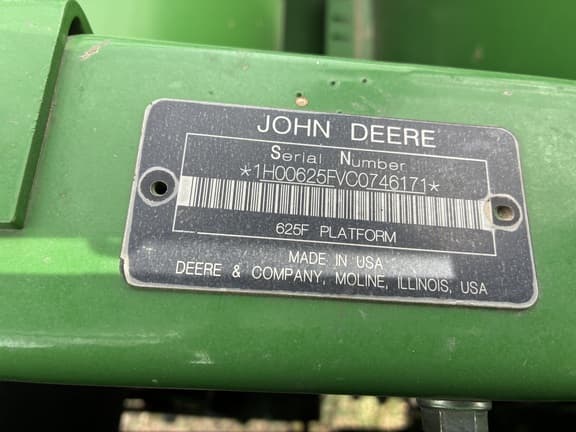 JOHN DEERE
Serial Number
*1H00625FVC0746171*
625F PLATFORM
MADE IN USA
DEERE & COMPANY, MOLINE, ILLINOIS, USA